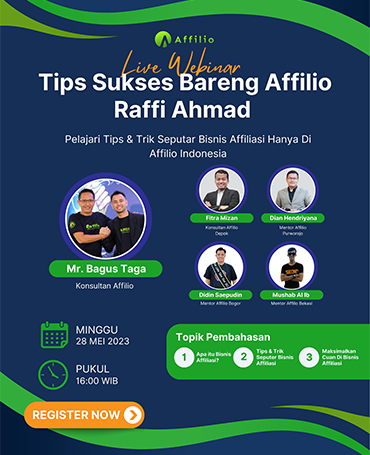 Affilio
Live Webinar
Tips Sukses Bareng Affilio
Raffi Ahmad
Pelajari Tips & Trik Seputar Bisnis Affiliasi Hanya Di
Affilio Indonesia
Mr. Bagus Taga
Konsultan Affilio
Fitra Mizan
Konsultan Affilio
Depok
Dian Hendriyana
Mentor Affilio
Purworejo
Didin Saepudin
Mentor Affilio Bogor
Mushab Al Ib
Mentor Affilio Bekasi
MINGGU
28 MEI 2023
PUKUL
16:00 WIB
Topik Pembahasan
1
Apa itu Bisnis
Affiliasi?
2
Tips & Trik
Seputar Bisnis
Affiliasi
3
Maksimalkan
Cuan Di Bisnis
Affiliasi
REGISTER NOW